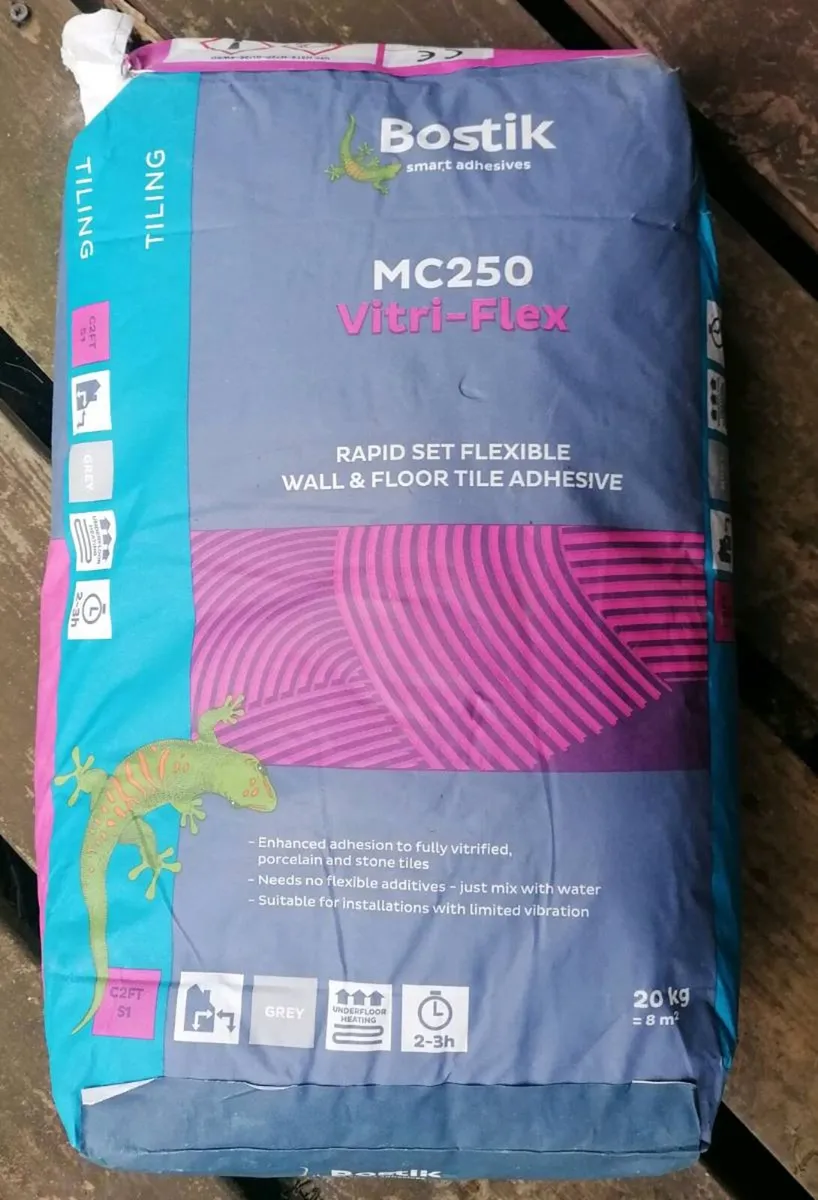 Bostik
smart adhesives
TILING
TILING
MC250
Vitri-Flex
C2FT
S1
RAPID SET FLEXIBLE
WALL & FLOOR TILE ADHESIVE
GREY
UNDERFLOOR
HEATING
2-3h
- Enhanced adhesion to fully vitrified,
porcelain and stone tiles
- Needs no flexible additives - just mix with water
- Suitable for installations with limited vibration
C2FT
S1
GREY
UNDERFLOOR
HEATING
2-3h
20 kg
= 8 m²
Bostik